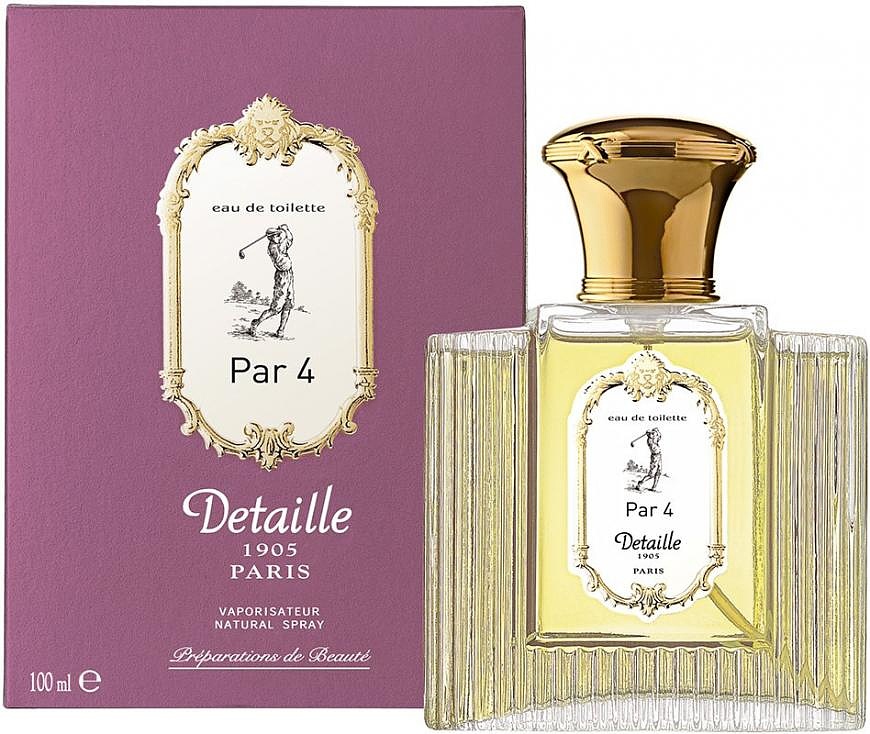 eau de toilette
Par 4
Detaille
1905
PARIS
VAPORISATEUR
NATURAL SPRAY
Préparations de Beauté
100 ml ℮
eau de toilette
Par 4
Detaille
1905
PARIS